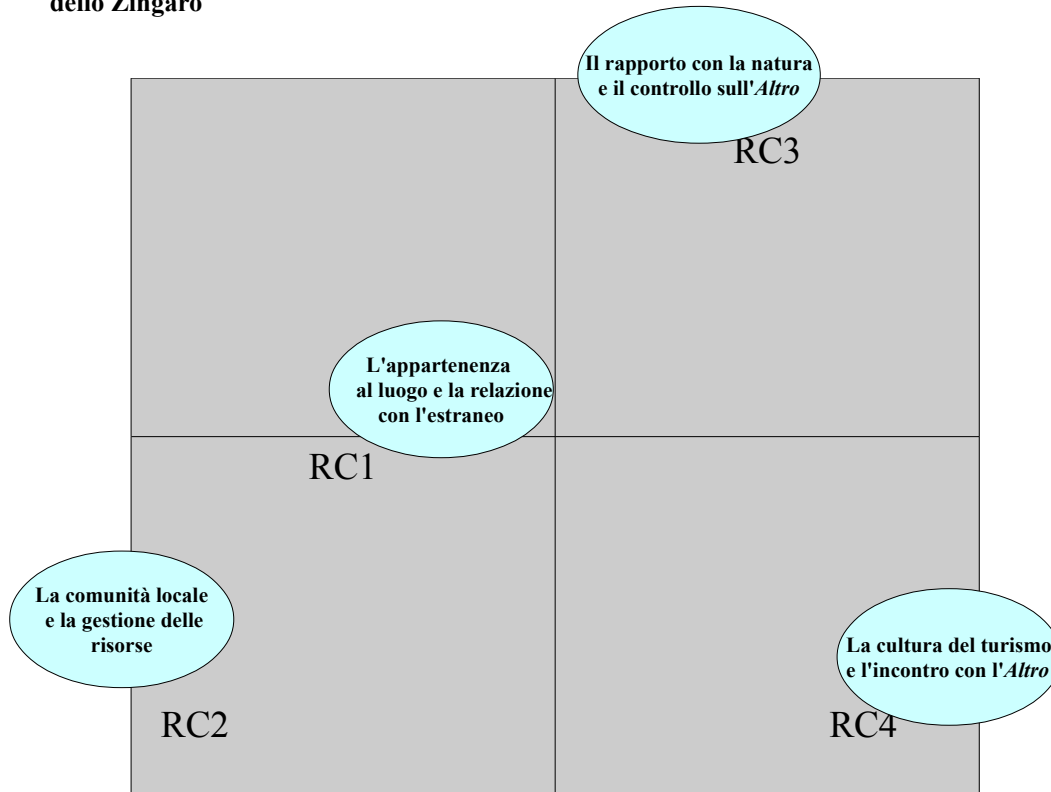 dello Zingaro
Il rapporto con la natura
e il controllo sull'Altro
RC3
L'appartenenza
al luogo e la relazione
con l'estraneo
RC1
La comunità locale
e la gestione delle
risorse
RC2
La cultura del turismo
e l'incontro con l'Altro
RC4